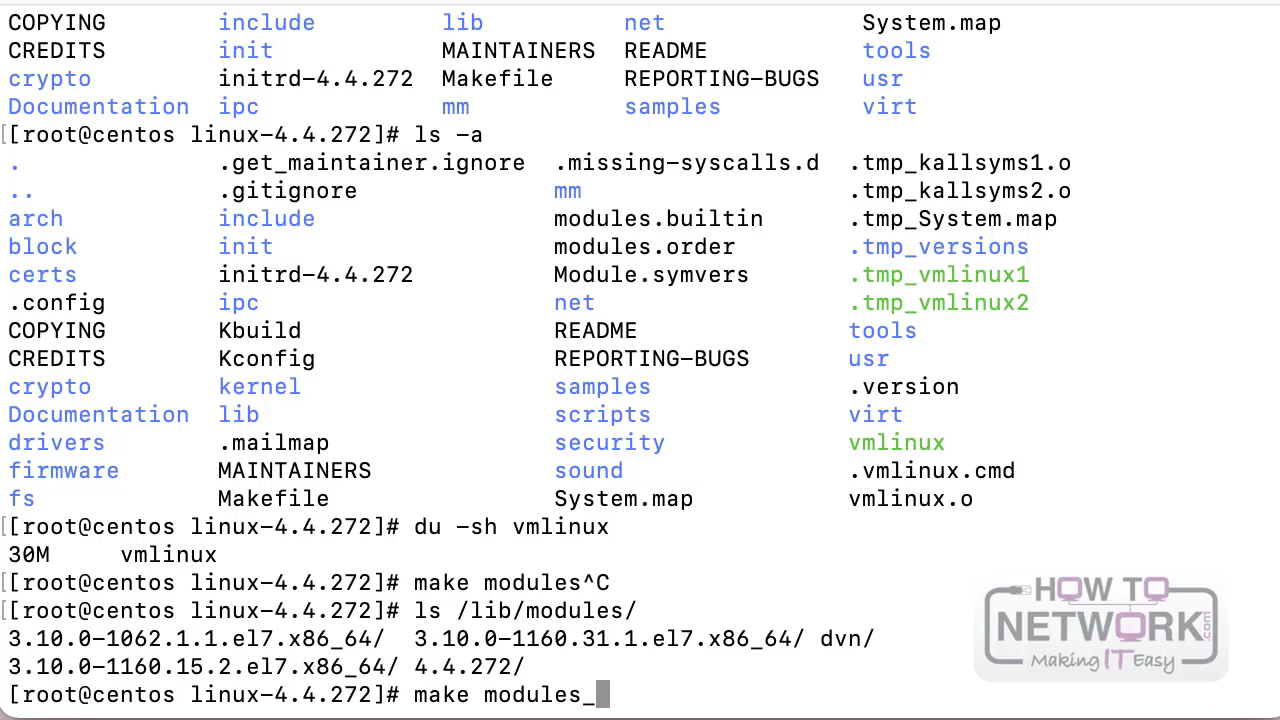 COPYING include lib net System.map
CREDITS init MAINTAINERS README tools
crypto initrd-4.4.272 Makefile REPORTING-BUGS usr
Documentation ipc mm samples virt
[[root@centos linux-4.4.272]# ls -a
. .get_maintainer.ignore .missing-syscalls.d .tmp_kallsyms1.o
.. .gitignore mm .tmp_kallsyms2.o
arch include modules.builtin .tmp_System.map
block init modules.order .tmp_versions
certs initrd-4.4.272 Module.symvers .tmp_vmlinux1
.config ipc net .tmp_vmlinux2
COPYING Kbuild README tools
CREDITS Kconfig REPORTING-BUGS usr
crypto kernel samples .version
Documentation lib scripts virt
drivers .mailmap security vmlinux
firmware MAINTAINERS sound .vmlinux.cmd
fs Makefile System.map vmlinux.o
[[root@centos linux-4.4.272]# du -sh vmlinux
30M vmlinux
[[root@centos linux-4.4.272]# make modules^C
[[root@centos linux-4.4.272]# ls /lib/modules/
3.10.0-1062.1.1.el7.x86_64/ 3.10.0-1160.31.1.el7.x86_64/ dvn/
3.10.0-1160.15.2.el7.x86_64/ 4.4.272/
[root@centos linux-4.4.272]# make modules_
HOW TO
NETWORK.com
Making IT Easy